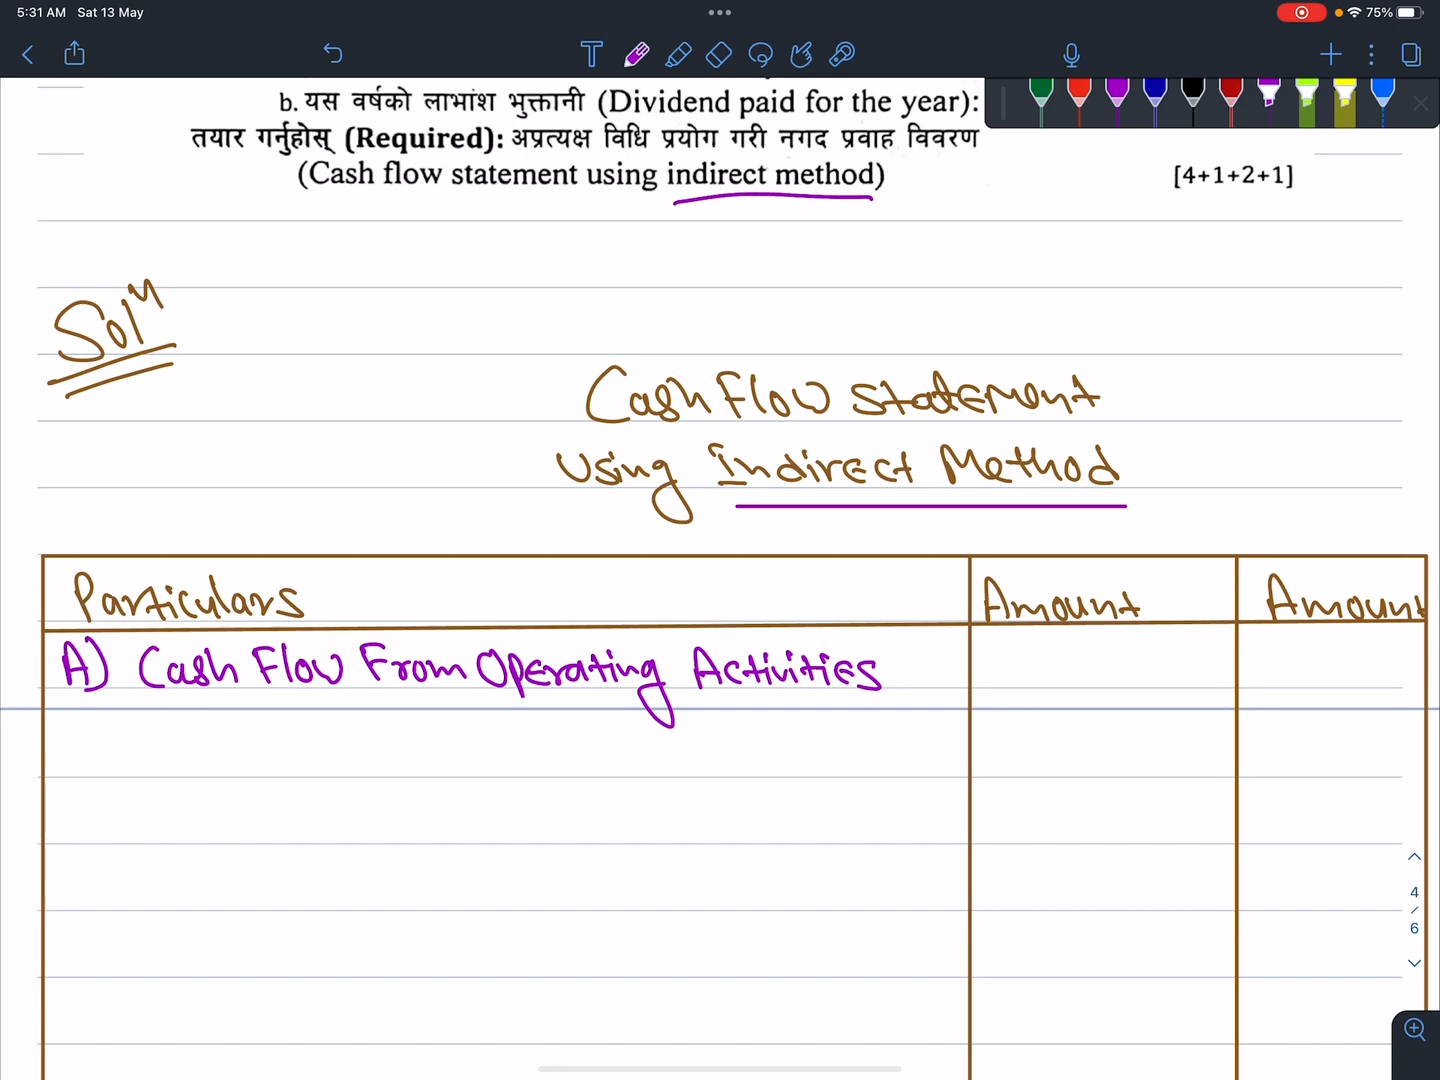 5:31 AM Sat 13 May
75%
b. यस वर्षको लाभांश भुक्तानी (Dividend paid for the year):
तयार गर्नुहोस् (Required): अप्रत्यक्ष विधि प्रयोग गरी नगद प्रवाह विवरण
(Cash flow statement using indirect method) [4+1+2+1]
Solⁿ
Cash Flow Statement
Using Indirect Method
Particulars Amount Amount
A) Cash Flow From Operating Activities
4
/
6